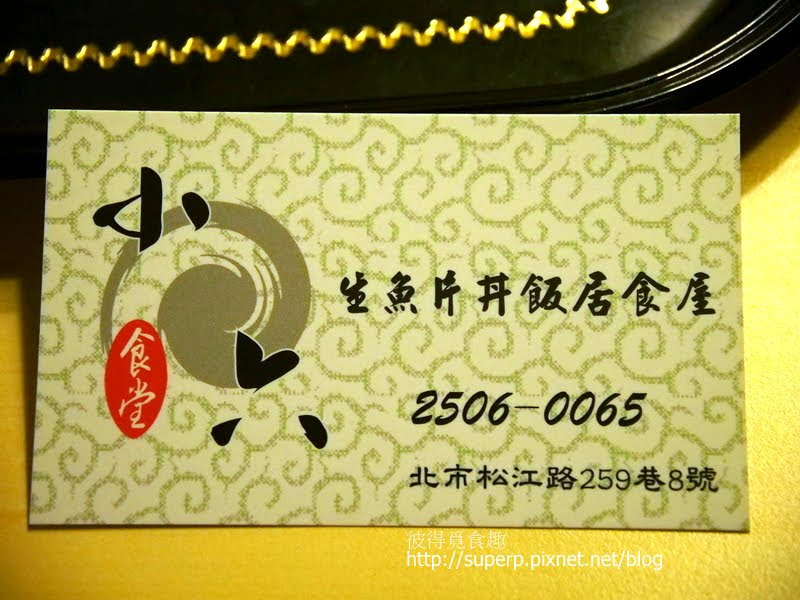 小六
食堂
生魚片丼飯居食屋
2506-0065
北市松江路259巷8號
彼得覓食趣
http://superp.pixnet.net/blog